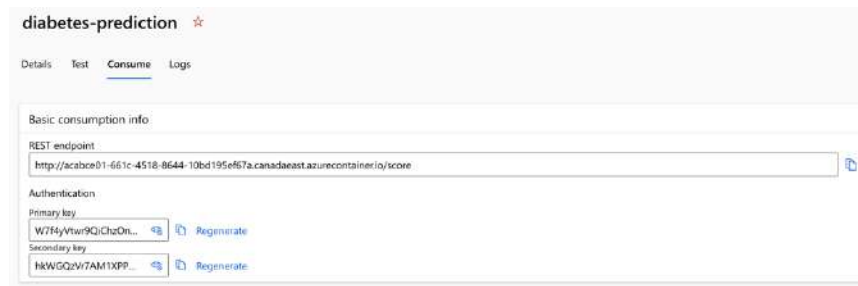 diabetes-prediction
Details Test Consume Logs
Basic consumption info
REST endpoint
http://acabce01-661c-4518-8644-10bd195ef67a.canadaeast.azurecontainer.io/score
Authentication
Primary key
W7f4yVtwr9QiChzOn... Regenerate
Secondary key
hkWGQzVr7AM1XPP... Regenerate